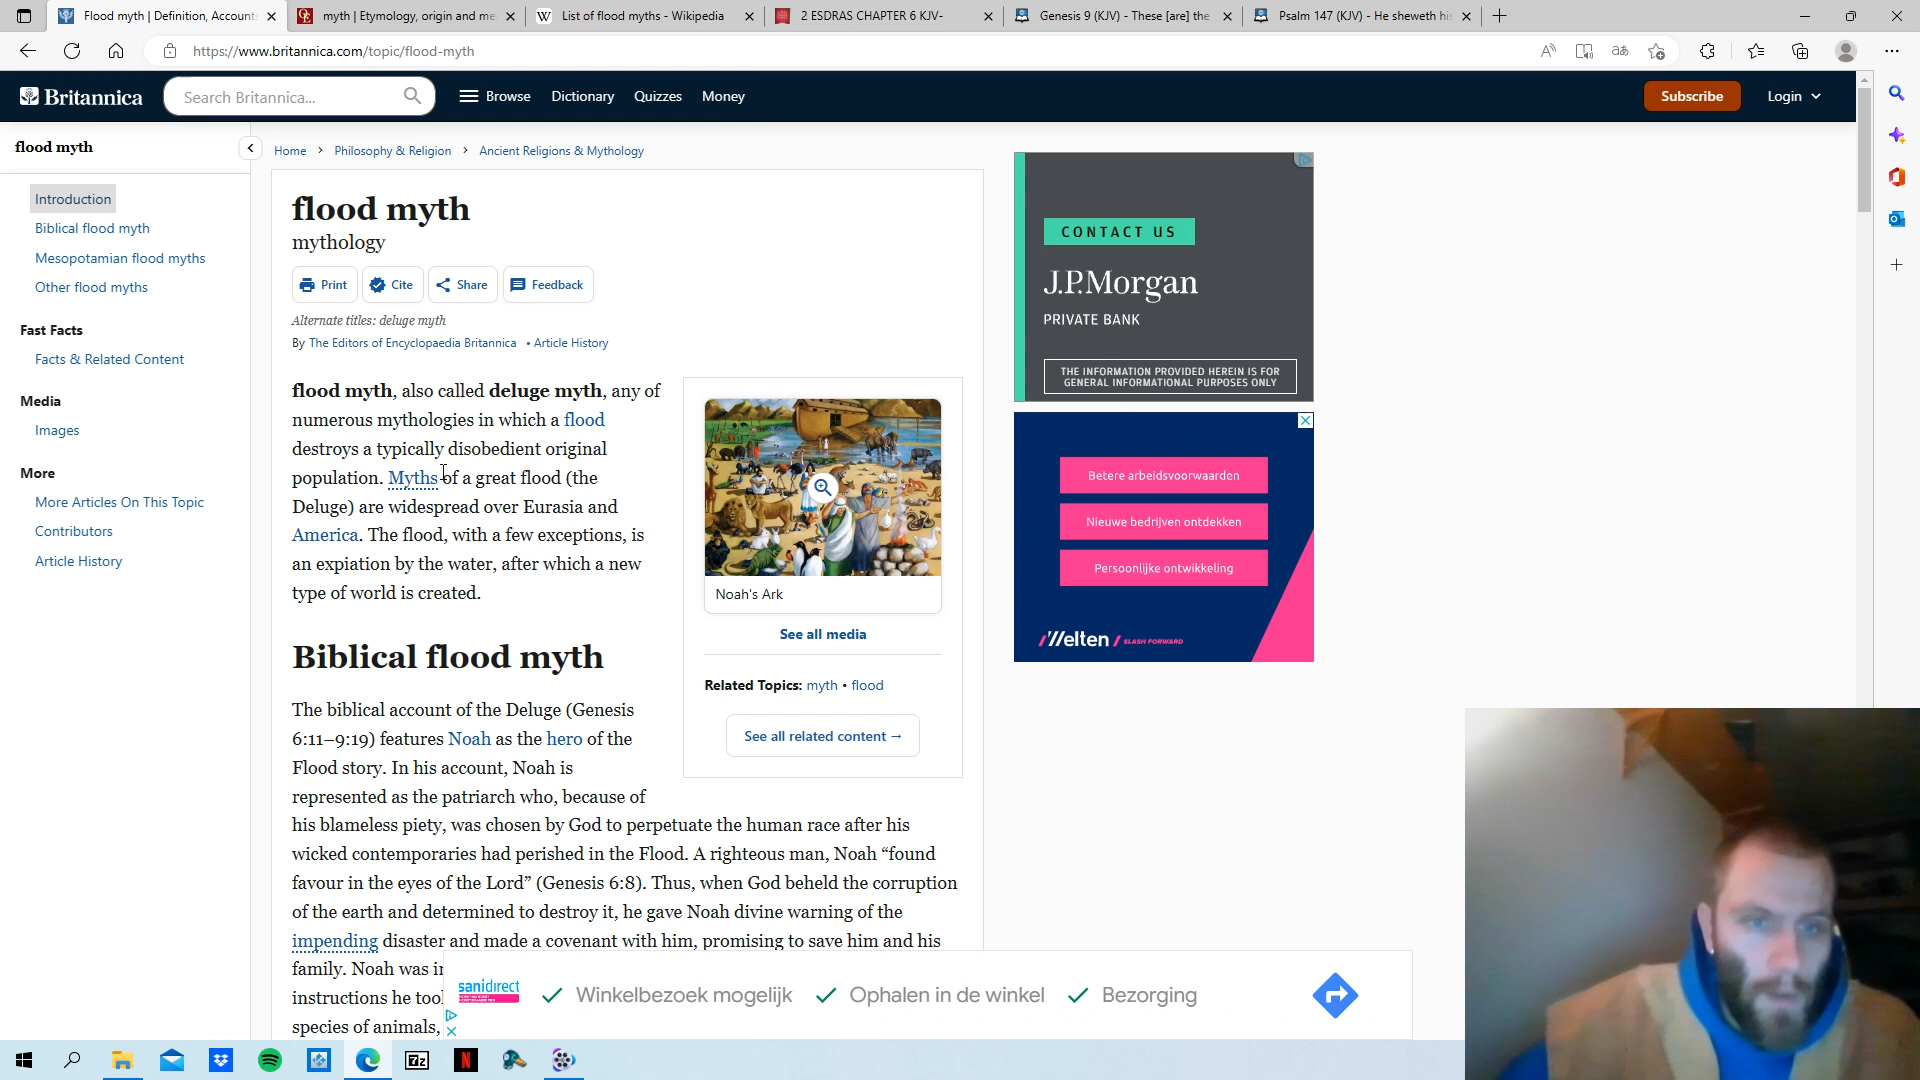 Flood myth | Definition, Account
myth | Etymology, origin and me
List of flood myths - Wikipedia
2 ESDRAS CHAPTER 6 KJV-
Genesis 9 (KJV) - These [are] the
Psalm 147 (KJV) - He sheweth his
https://www.britannica.com/topic/flood-myth
Britannica
Search Britannica...
Browse
Dictionary
Quizzes
Money
Subscribe
Login
flood myth
Introduction
Biblical flood myth
Mesopotamian flood myths
Other flood myths
Fast Facts
Facts & Related Content
Media
Images
More
More Articles On This Topic
Contributors
Article History
Home > Philosophy & Religion > Ancient Religions & Mythology
flood myth
mythology
Print
Cite
Share
Feedback
Alternate titles: deluge myth
By The Editors of Encyclopaedia Britannica • Article History
flood myth, also called deluge myth, any of
numerous mythologies in which a flood
destroys a typically disobedient original
population. Myths of a great flood (the
Deluge) are widespread over Eurasia and
America. The flood, with a few exceptions, is
an expiation by the water, after which a new
type of world is created.
Noah's Ark
See all media
Related Topics: myth • flood
See all related content →
Biblical flood myth
The biblical account of the Deluge (Genesis
6:11–9:19) features Noah as the hero of the
Flood story. In his account, Noah is
represented as the patriarch who, because of
his blameless piety, was chosen by God to perpetuate the human race after his
wicked contemporaries had perished in the Flood. A righteous man, Noah “found
favour in the eyes of the Lord” (Genesis 6:8). Thus, when God beheld the corruption
of the earth and determined to destroy it, he gave Noah divine warning of the
impending disaster and made a covenant with him, promising to save him and his
family. Noah was in
instructions he too
species of animals,
CONTACT US
J.P.Morgan
PRIVATE BANK
THE INFORMATION PROVIDED HEREIN IS FOR
GENERAL INFORMATIONAL PURPOSES ONLY
Betere arbeidsvoorwaarden
Nieuwe bedrijven ontdekken
Persoonlijke ontwikkeling
Welten / SLASH FORWARD
sanidirect
Winkelbezoek mogelijk
Ophalen in de winkel
Bezorging